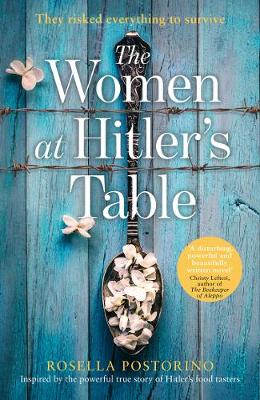 They risked everything to survive
The
Women
at Hitler's
Table
'A disturbing,
powerful and
beautifully
written novel'
Christy Lefteri,
author of
The Beekeeper
of Aleppo
ROSELLA POSTORINO
Inspired by the powerful true story of Hitler's food tasters